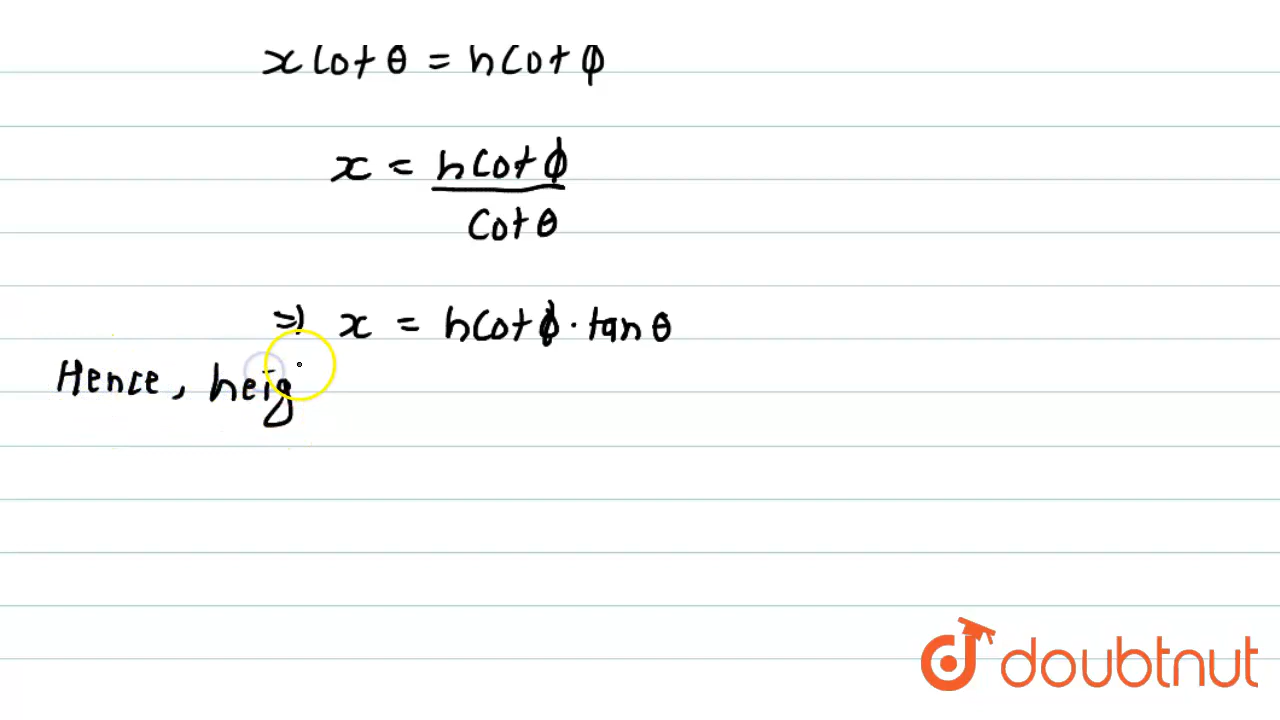 x Cot θ = h Cot ϕ
x = h Cot ϕ
Cot θ
⇒ x = h Cot ϕ · tan θ
Hence, heig
doubtnut